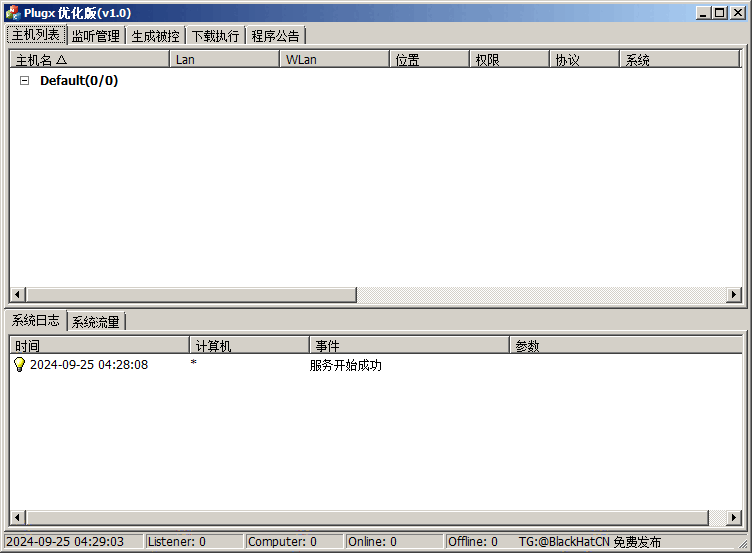 Plugx 优化版(v1.0)
主机列表 监听管理 生成被控 下载执行 程序公告
主机名 Lan WLan 位置 权限 协议 系统
Default(0/0)
系统日志 系统流量
时间 计算机 事件 参数
2024-09-25 04:28:08 * 服务开始成功
2024-09-25 04:29:03 Listener: 0 Computer: 0 Online: 0 Offline: 0 TG:@BlackHatCN 免费发布